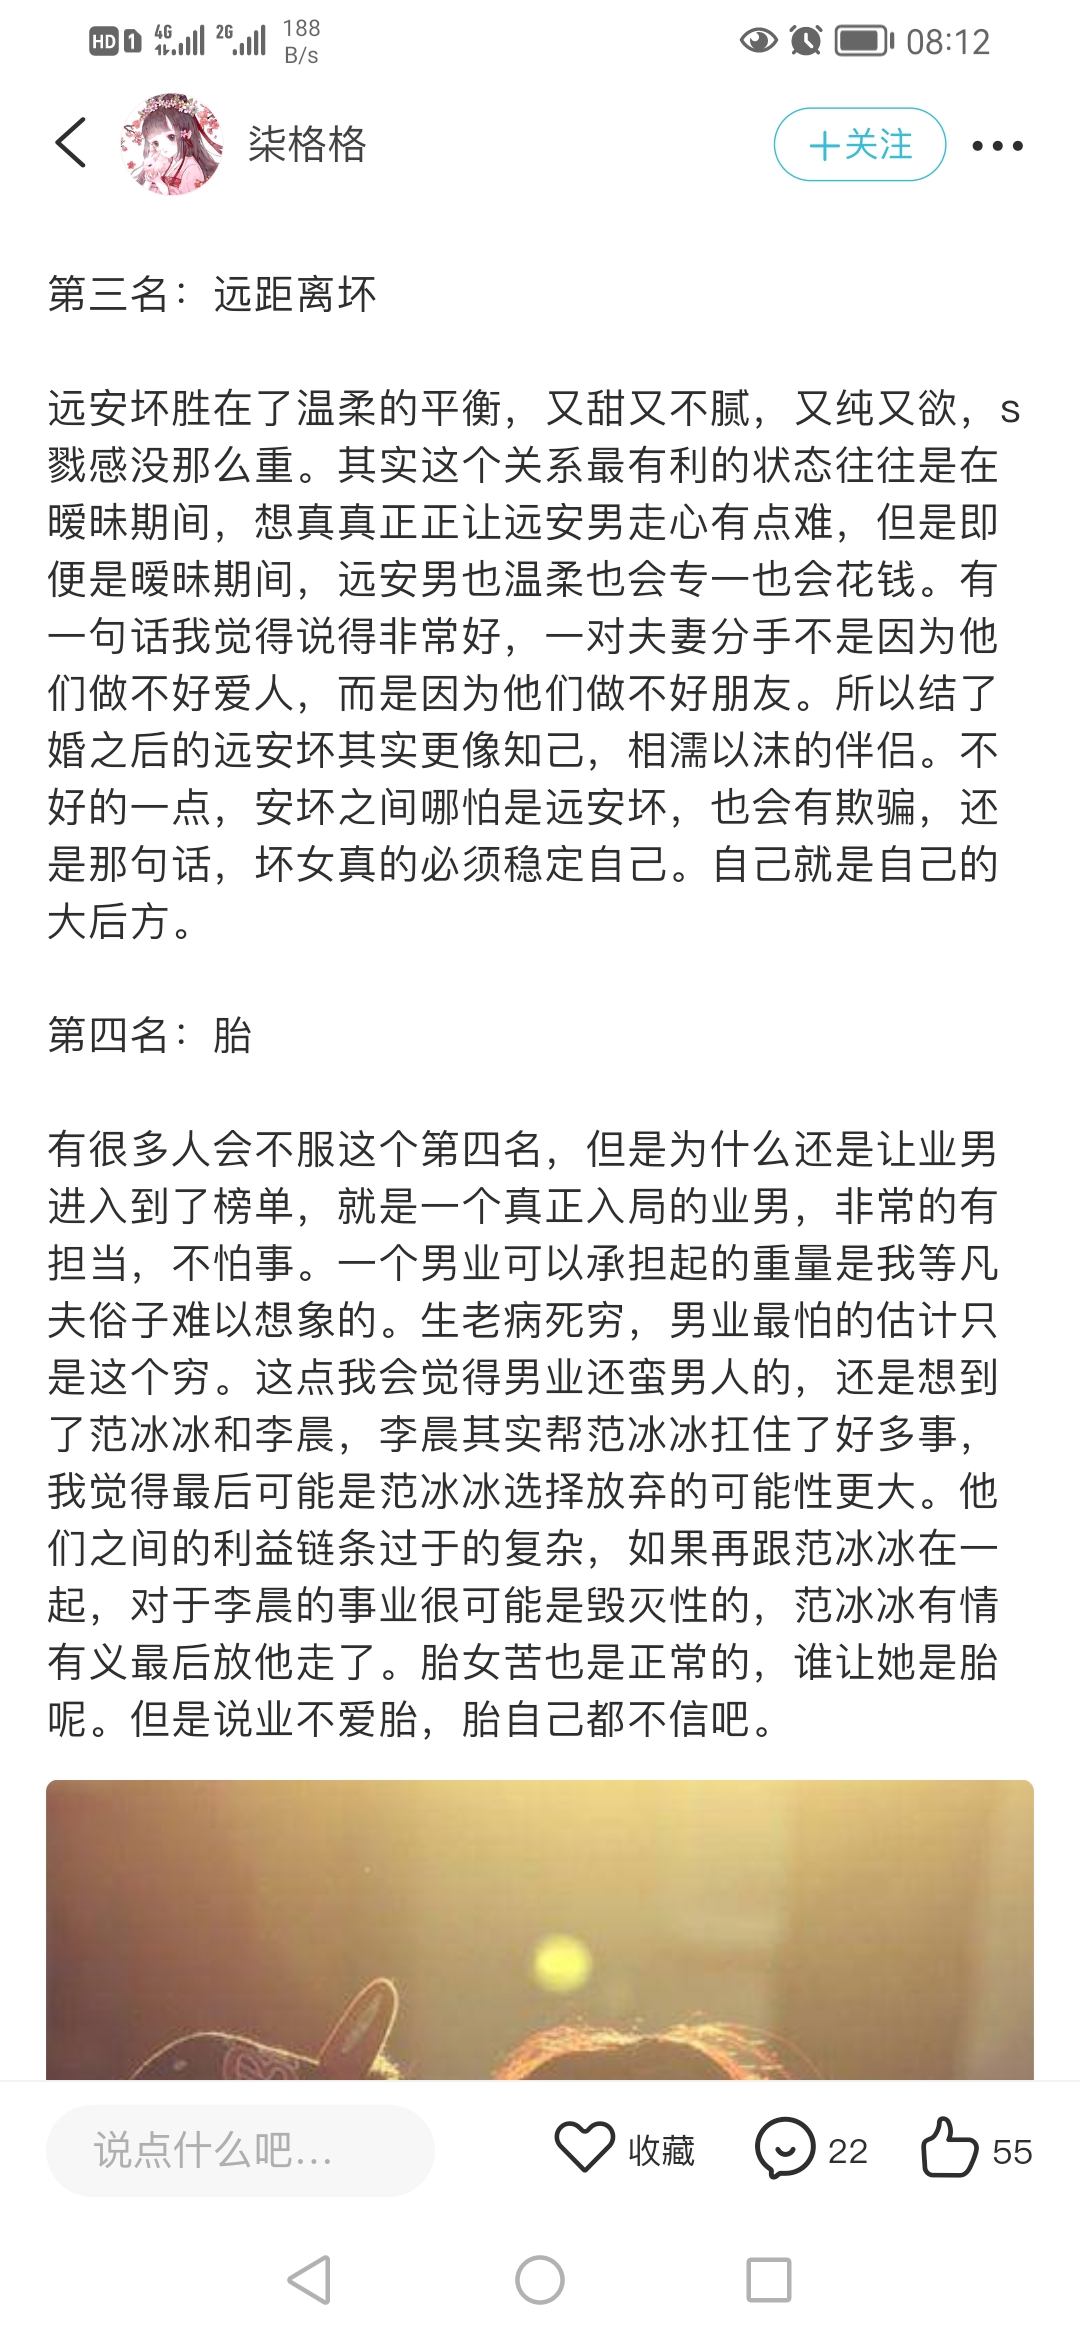 HD 1 4G 2G 188 B/s 08:12
柒格格
+关注
第三名：远距离坏
远安坏胜在了温柔的平衡，又甜又不腻，又纯又欲，s
戮感没那么重。其实这个关系最有利的状态往往是在
暧昧期间，想真真正正让远安男走心有点难，但是即
便是暧昧期间，远安男也温柔也会专一也会花钱。有
一句话我觉得说得非常好，一对夫妻分手不是因为他
们做不好爱人，而是因为他们做不好朋友。所以结了
婚之后的远安坏其实更像知己，相濡以沫的伴侣。不
好的一点，安坏之间哪怕是远安坏，也会有欺骗，还
是那句话，坏女真的必须稳定自己。自己就是自己的
大后方。
第四名：胎
有很多人会不服这个第四名，但是为什么还是让业男
进入到了榜单，就是一个真正入局的业男，非常的有
担当，不怕事。一个男业可以承担起的重量是我等凡
夫俗子难以想象的。生老病死穷，男业最怕的估计只
是这个穷。这点我会觉得男业还蛮男人的，还是想到
了范冰冰和李晨，李晨其实帮范冰冰扛住了好多事，
我觉得最后可能是范冰冰选择放弃的可能性更大。他
们之间的利益链条过于的复杂，如果再跟范冰冰在一
起，对于李晨的事业很可能是毁灭性的，范冰冰有情
有义最后放他走了。胎女苦也是正常的，谁让她是胎
呢。但是说业不爱胎，胎自己都不信吧。
说点什么吧... 收藏 22 55